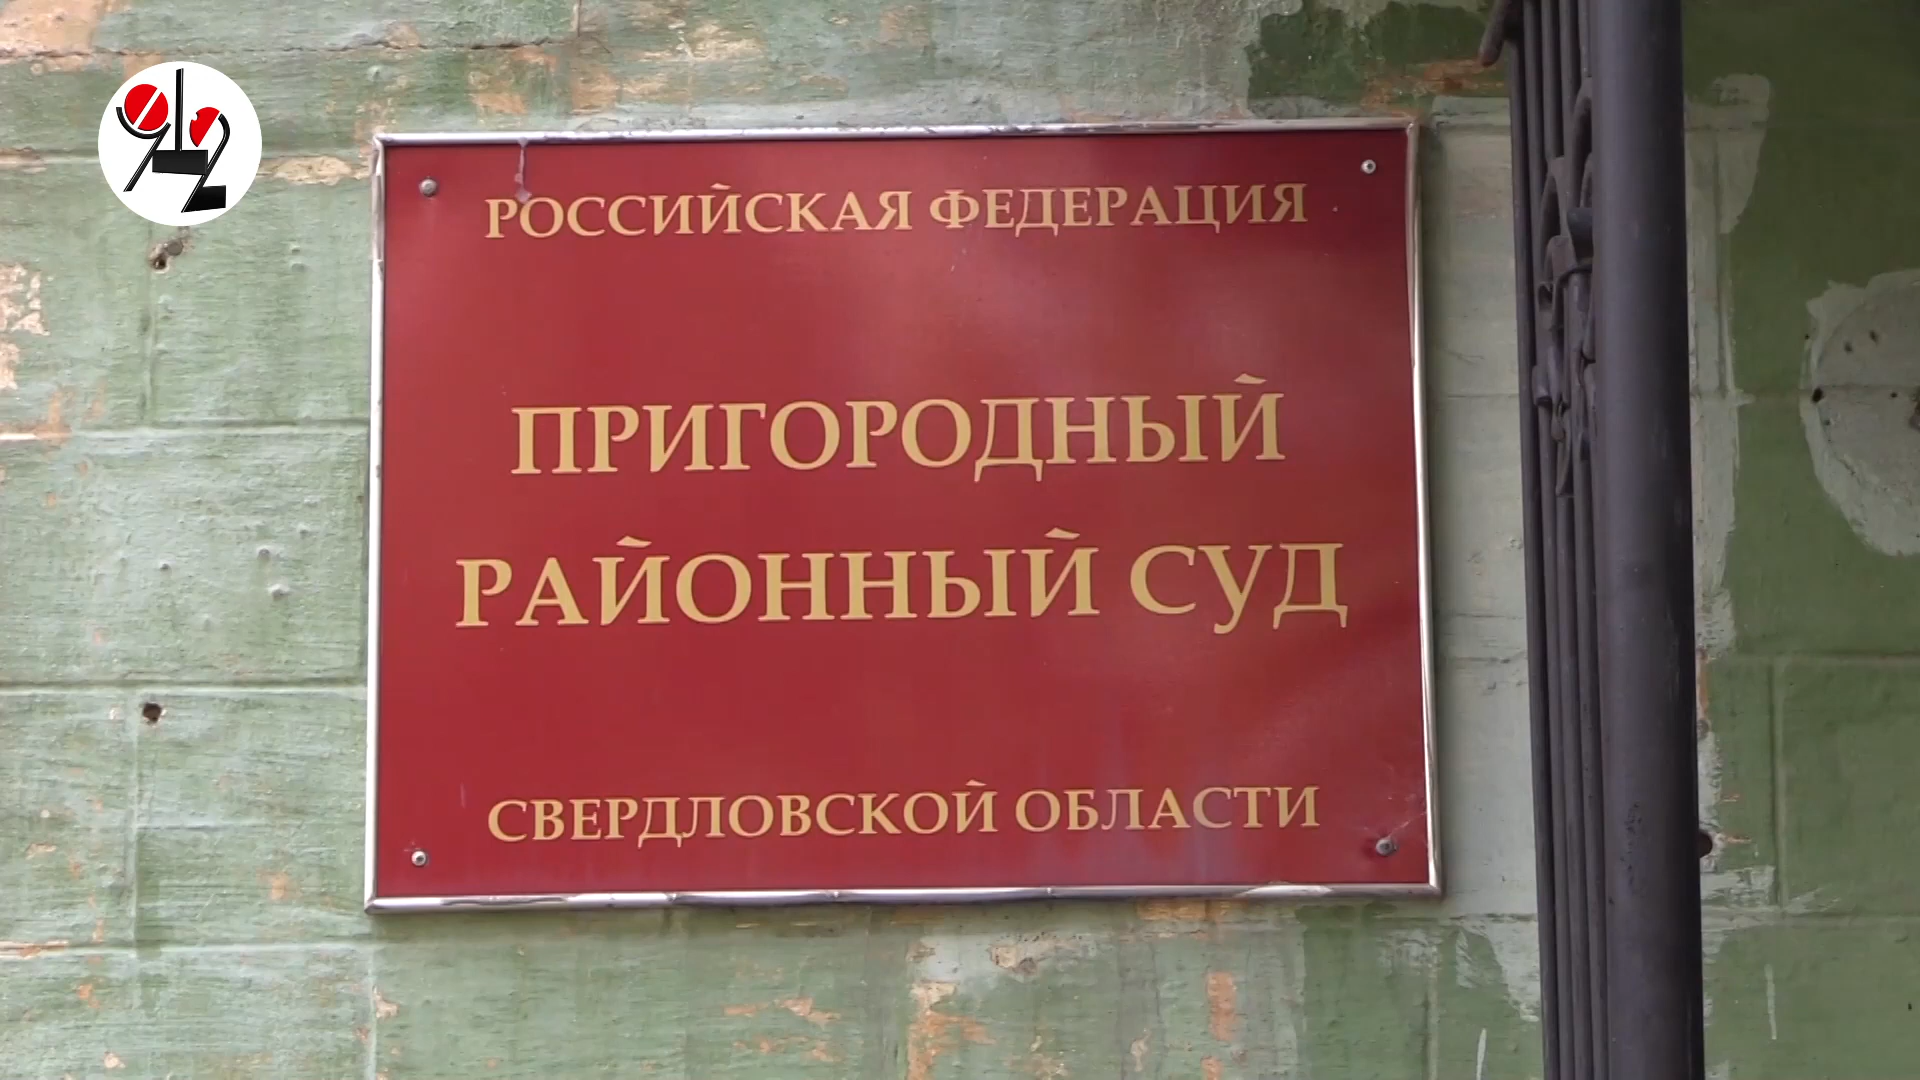 РОССИЙСКАЯ ФЕДЕРАЦИЯ
ПРИГОРОДНЫЙ
РАЙОННЫЙ СУД
СВЕРДЛОВСКОЙ ОБЛАСТИ